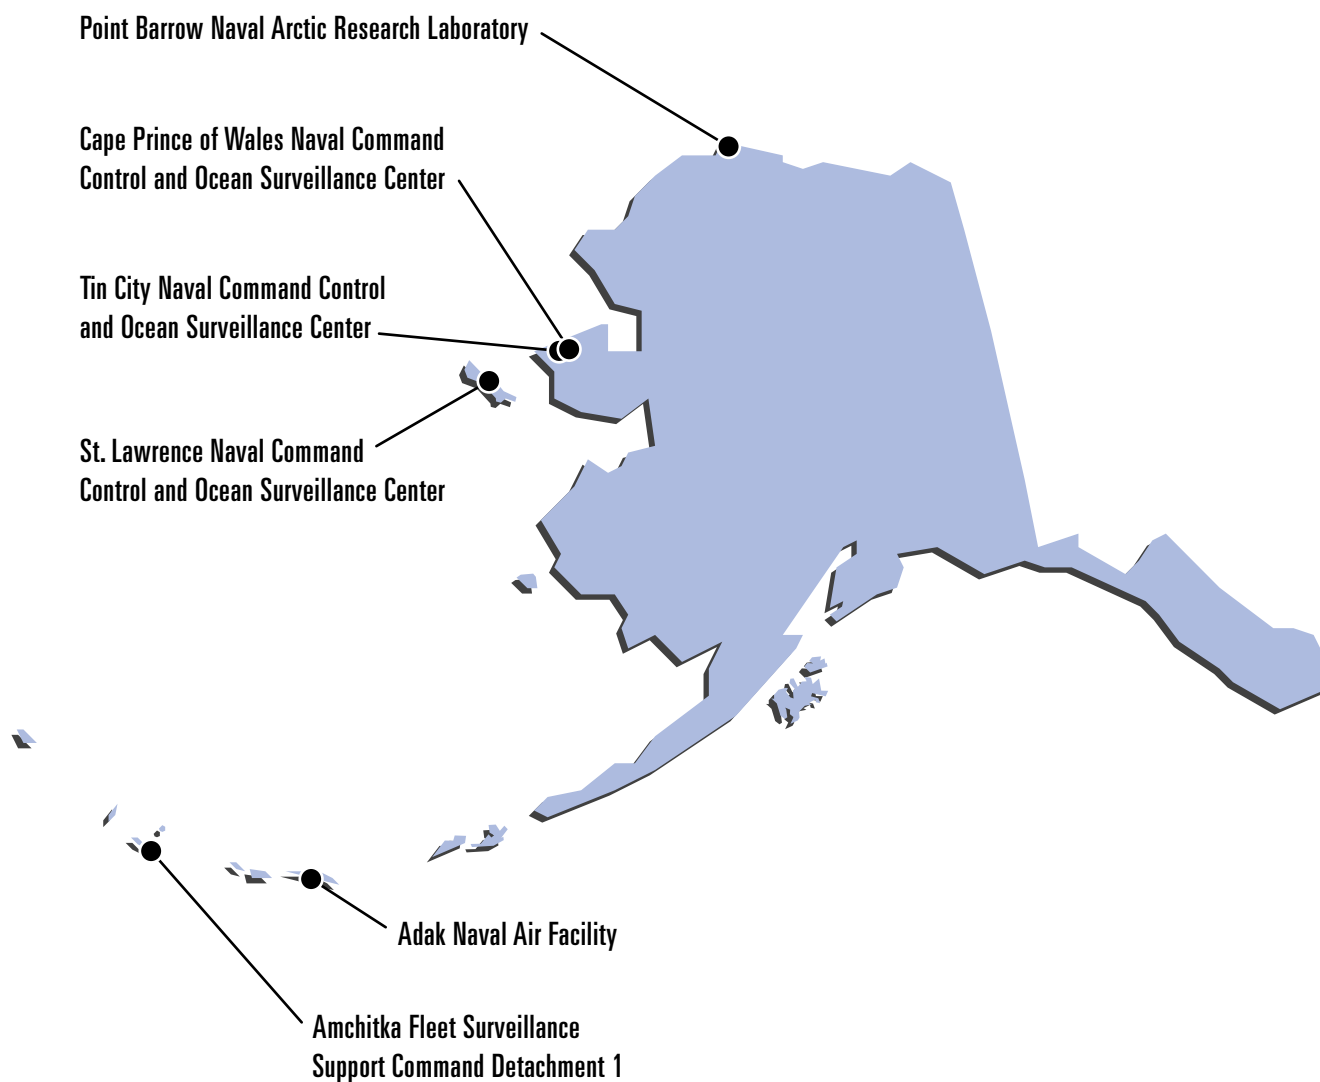 Point Barrow Naval Arctic Research Laboratory
Cape Prince of Wales Naval Command
Control and Ocean Surveillance Center
Tin City Naval Command Control
and Ocean Surveillance Center
St. Lawrence Naval Command
Control and Ocean Surveillance Center
Adak Naval Air Facility
Amchitka Fleet Surveillance
Support Command Detachment 1